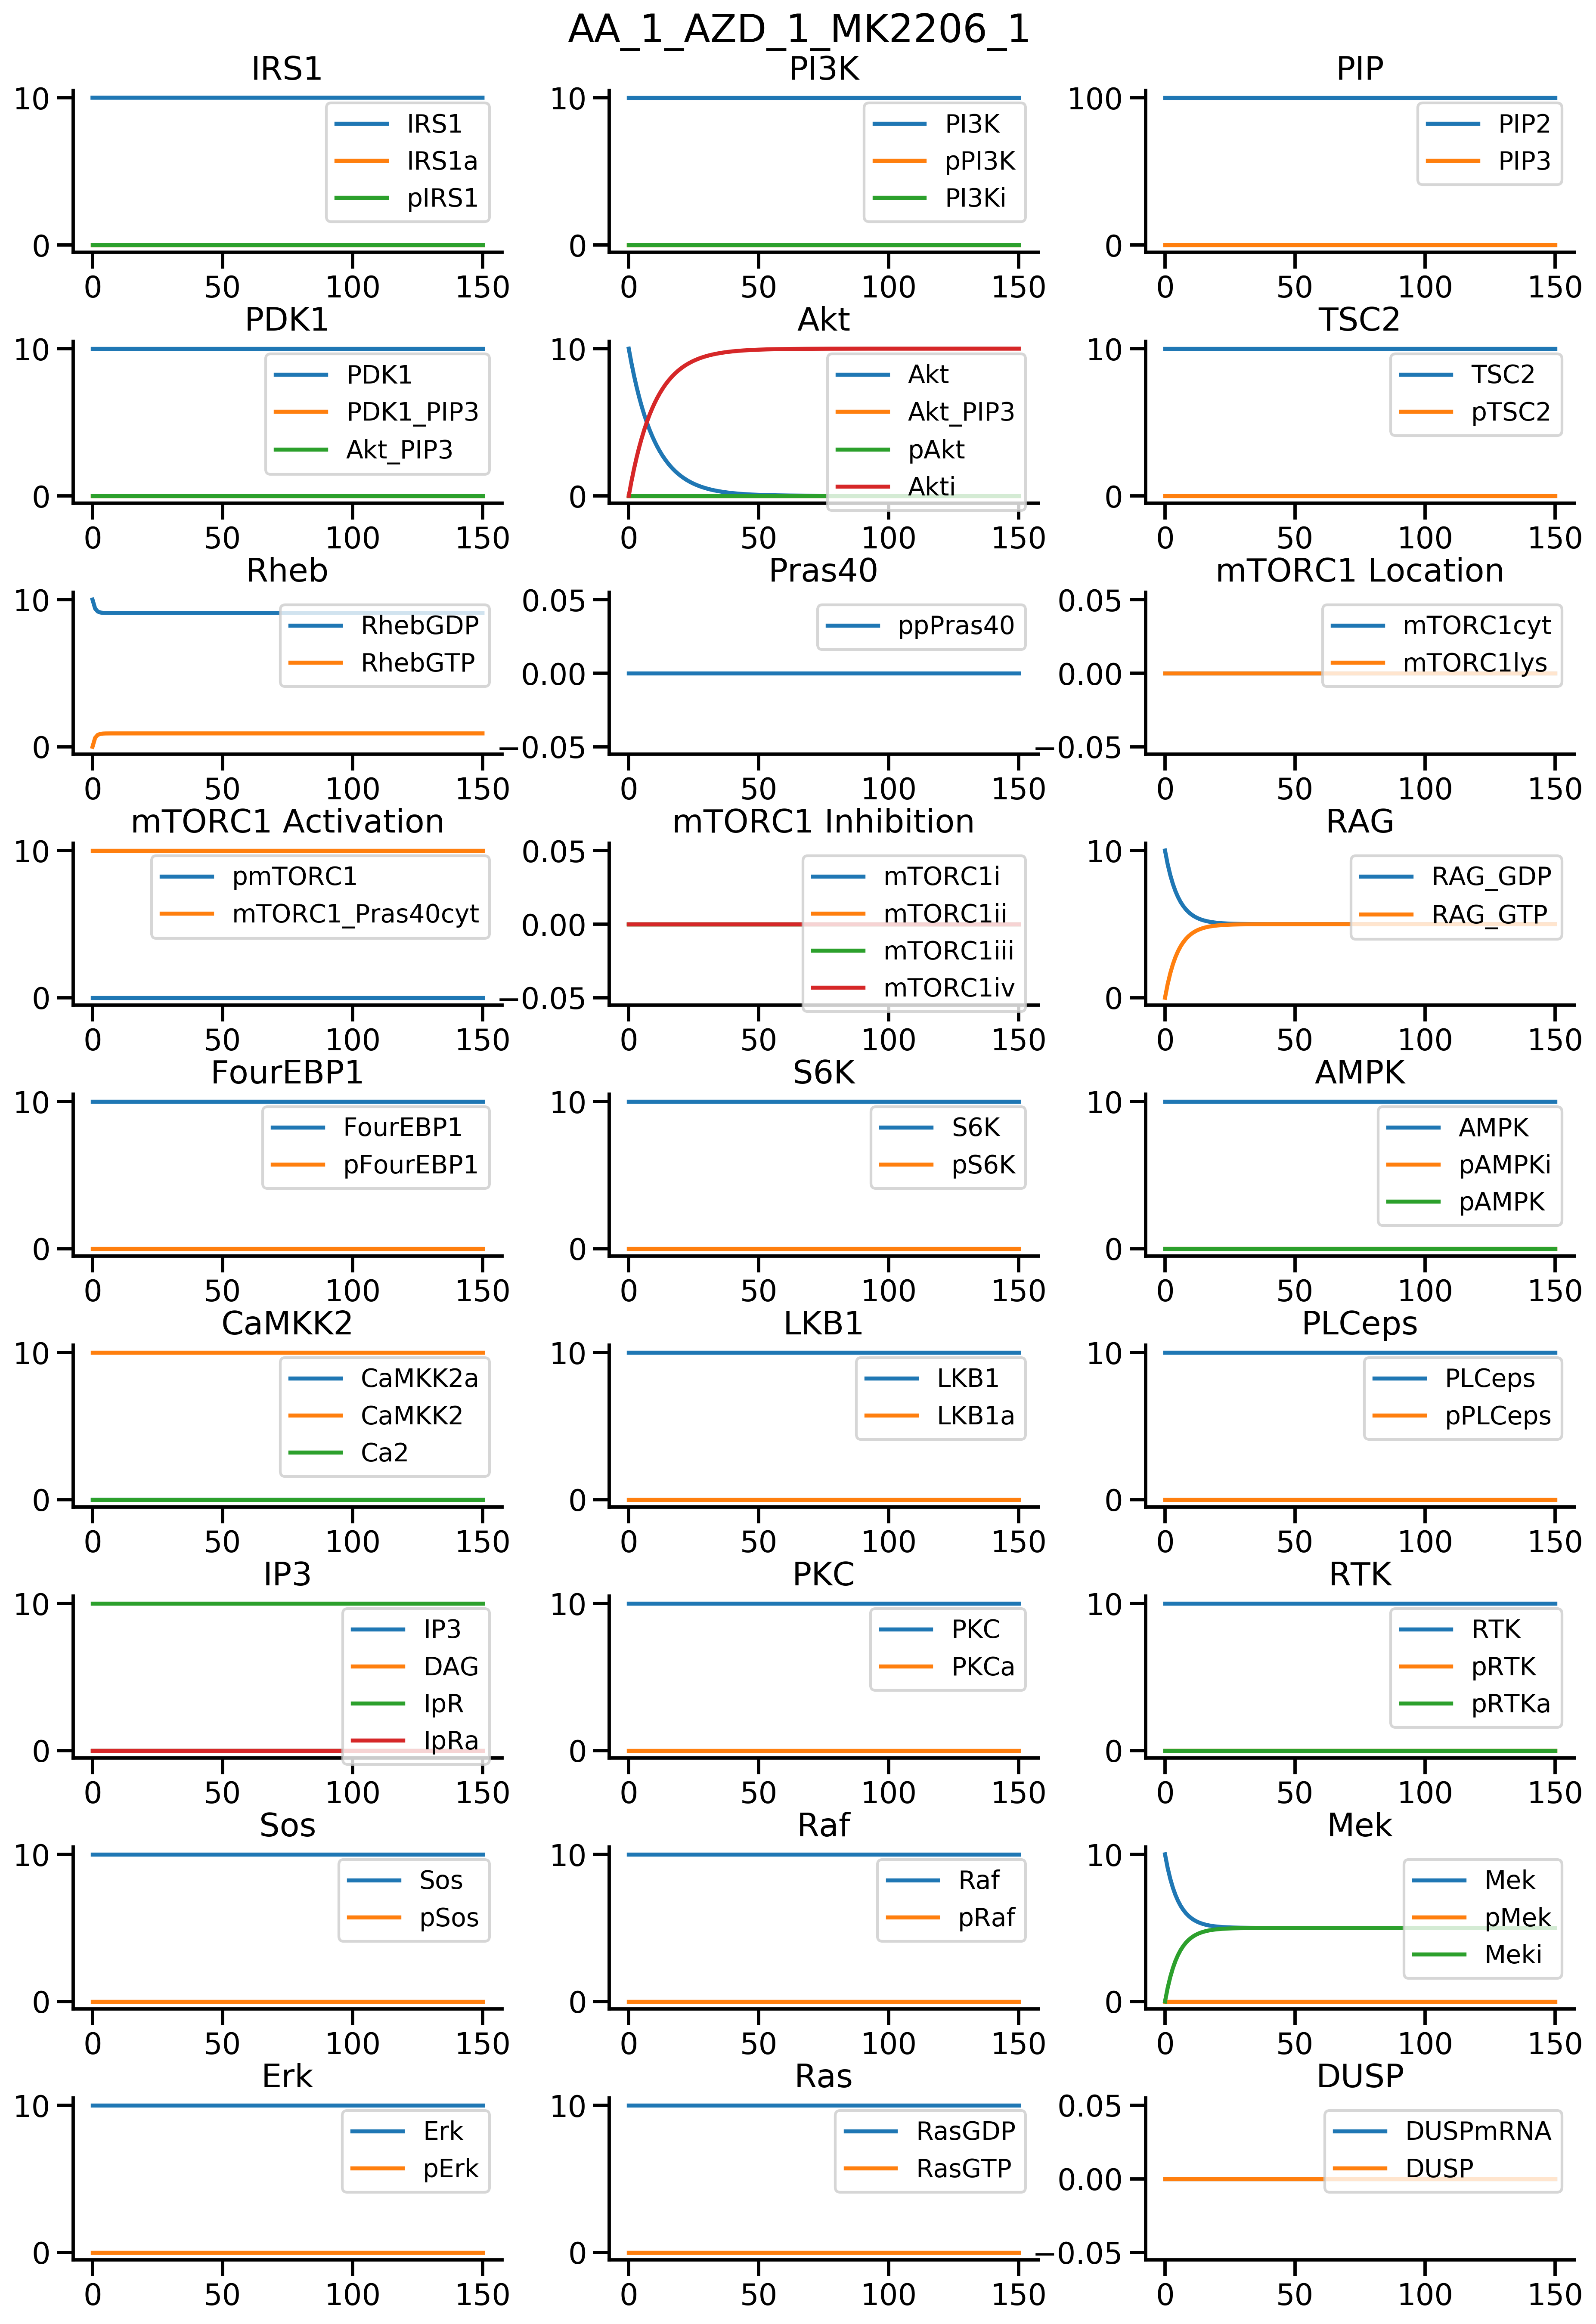 AA_1_AZD_1_MK2206_1
IRS1
10
0
0 50 100 150
IRS1
IRS1a
pIRS1
PI3K
10
0
0 50 100 150
PI3K
pPI3K
PI3Ki
PIP
100
0
0 50 100 150
PIP2
PIP3
PDK1
10
0
0 50 100 150
PDK1
PDK1_PIP3
Akt_PIP3
Akt
10
0
0 50 100 150
Akt
Akt_PIP3
pAkt
Akti
TSC2
10
0
0 50 100 150
TSC2
pTSC2
Rheb
10
0
0 50 100 150
RhebGDP
RhebGTP
Pras40
0.05
0.00
−0.05
0 50 100 150
ppPras40
mTORC1 Location
0.05
0.00
−0.05
0 50 100 150
mTORC1cyt
mTORC1lys
mTORC1 Activation
10
0
0 50 100 150
pmTORC1
mTORC1_Pras40cyt
mTORC1 Inhibition
0.05
0.00
−0.05
0 50 100 150
mTORC1i
mTORC1ii
mTORC1iii
mTORC1iv
RAG
10
0
0 50 100 150
RAG_GDP
RAG_GTP
FourEBP1
10
0
0 50 100 150
FourEBP1
pFourEBP1
S6K
10
0
0 50 100 150
S6K
pS6K
AMPK
10
0
0 50 100 150
AMPK
pAMPKi
pAMPK
CaMKK2
10
0
0 50 100 150
CaMKK2a
CaMKK2
Ca2
LKB1
10
0
0 50 100 150
LKB1
LKB1a
PLCeps
10
0
0 50 100 150
PLCeps
pPLCeps
IP3
10
0
0 50 100 150
IP3
DAG
IpR
IpRa
PKC
10
0
0 50 100 150
PKC
PKCa
RTK
10
0
0 50 100 150
RTK
pRTK
pRTKa
Sos
10
0
0 50 100 150
Sos
pSos
Raf
10
0
0 50 100 150
Raf
pRaf
Mek
10
0
0 50 100 150
Mek
pMek
Meki
Erk
10
0
0 50 100 150
Erk
pErk
Ras
10
0
0 50 100 150
RasGDP
RasGTP
DUSP
0.05
0.00
−0.05
0 50 100 150
DUSPmRNA
DUSP